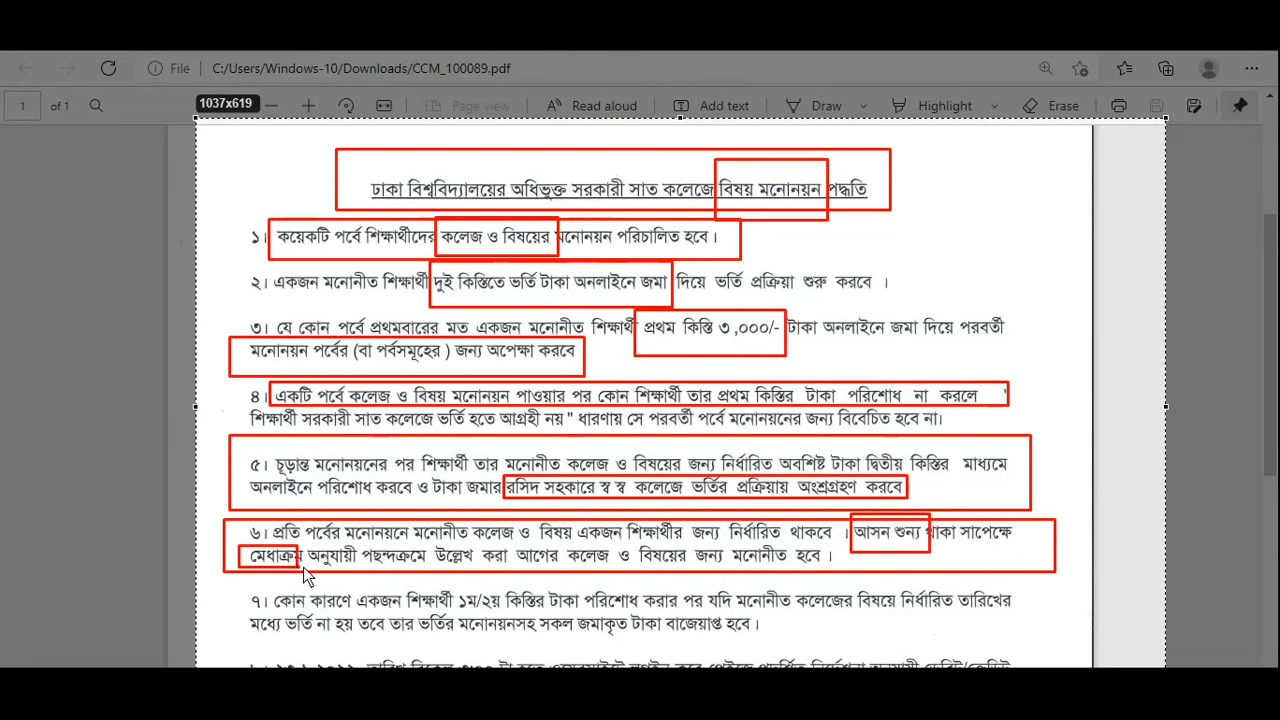 File C:/Users/Windows-10/Downloads/CCM_100089.pdf
1 of 1 1037x619 Page view Read aloud Add text Draw Highlight Erase
ঢাকা বিশ্ববিদ্যালয়ের অধিভুক্ত সরকারী সাত কলেজে বিষয় মনোনয়ন পদ্ধতি
১। কয়েকটি পর্বে শিক্ষার্থীদের কলেজ ও বিষয়ের মনোনয়ন পরিচালিত হবে।
২। একজন মনোনীত শিক্ষার্থী দুই কিস্তিতে ভর্তি টাকা অনলাইনে জমা দিয়ে ভর্তি প্রক্রিয়া শুরু করবে ।
৩। যে কোন পর্বে প্রথমবারের মত একজন মনোনীত শিক্ষার্থী প্রথম কিস্তি ৩,০০০/- টাকা অনলাইনে জমা দিয়ে পরবর্তী
মনোনয়ন পর্বের (বা পর্বসমূহের ) জন্য অপেক্ষা করবে
৪। একটি পর্বে কলেজ ও বিষয় মনোনয়ন পাওয়ার পর কোন শিক্ষার্থী তার প্রথম কিস্তির টাকা পরিশোধ না করলে "
শিক্ষার্থী সরকারী সাত কলেজে ভর্তি হতে আগ্রহী নয় " ধারণায় সে পরবর্তী পর্বে মনোনয়নের জন্য বিবেচিত হবে না।
৫। চূড়ান্ত মনোনয়নের পর শিক্ষার্থী তার মনোনীত কলেজ ও বিষয়ের জন্য নির্ধারিত অবশিষ্ট টাকা দ্বিতীয় কিস্তির মাধ্যমে
অনলাইনে পরিশোধ করবে ও টাকা জমার রসিদ সহকারে স্ব স্ব কলেজে ভর্তির প্রক্রিয়ায় অংশ্রগ্রহণ করবে
৬। প্রতি পর্বের মনোনয়নে মনোনীত কলেজ ও বিষয় একজন শিক্ষার্থীর জন্য নির্ধারিত থাকবে । আসন শুন্য থাকা সাপেক্ষে
মেধাক্রম অনুযায়ী পছন্দক্রমে উল্লেখ করা আগের কলেজ ও বিষয়ের জন্য মনোনীত হবে ।
৭। কোন কারণে একজন শিক্ষার্থী ১ম/২য় কিস্তির টাকা পরিশোধ করার পর যদি মনোনীত কলেজের বিষয়ে নির্ধারিত তারিখের
মধ্যে ভর্তি না হয় তবে তার ভর্তির মনোনয়নসহ সকল জমাকৃত টাকা বাজেয়াপ্ত হবে।